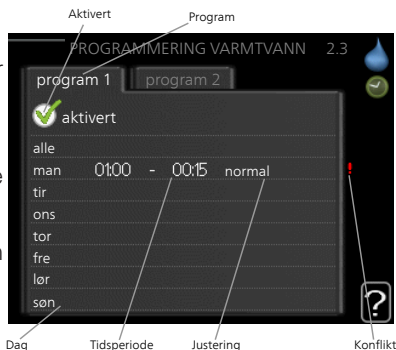 Aktivert
Program
PROGRAMMERING VARMTVANN 2.3
program 1 program 2
aktivert
alle
man 01:00 - 00:15 normal
tir
ons
tor
fre
lør
søn
?
Dag Tidsperiode Justering Konflikt